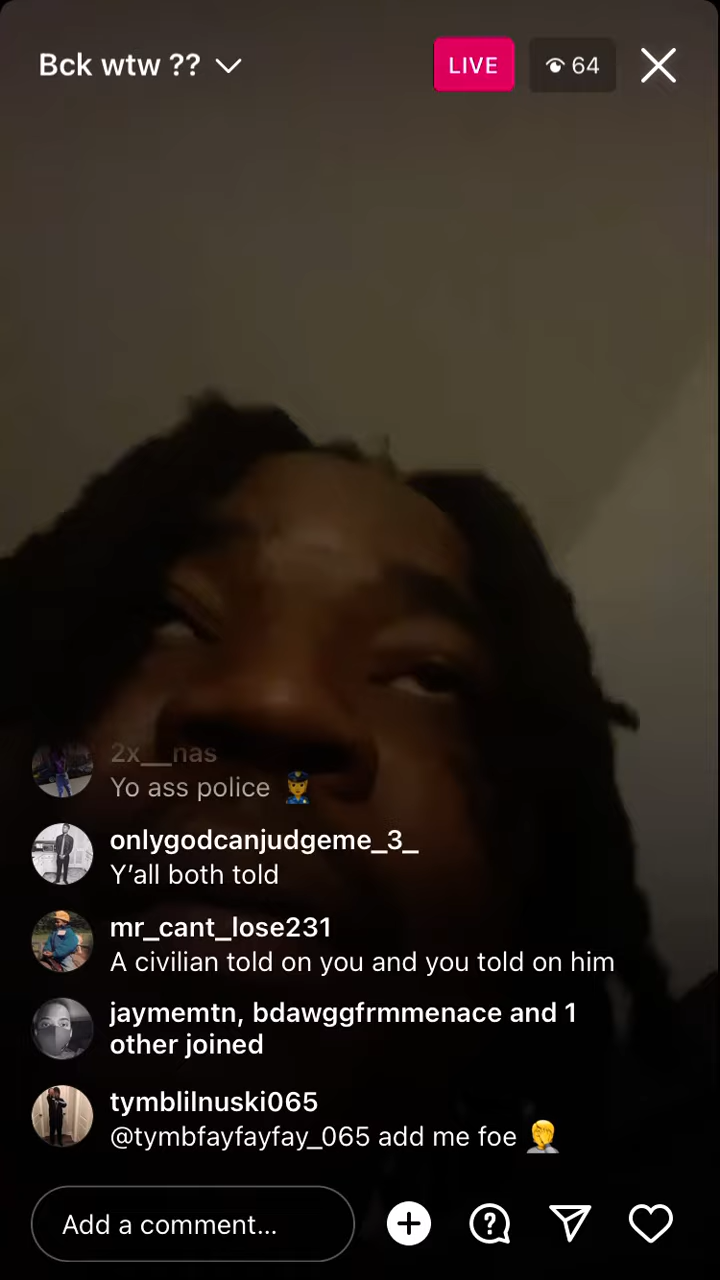 Bck wtw ??
LIVE
64
2x__nas
Yo ass police 👮
onlygodcanjudgeme_3_
Y’all both told
mr_cant_lose231
A civilian told on you and you told on him
jaymemtn, bdawggfrmmenace and 1
other joined
tymblilnuski065
@tymbfayfayfay_065 add me foe 🤦
Add a comment...